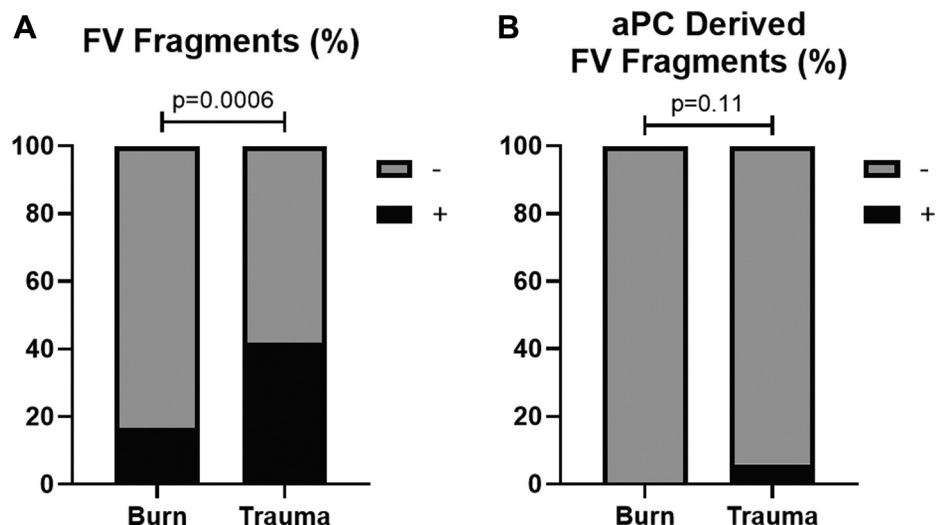 A
FV Fragments (%)
p=0.0006
100
80
60
40
20
0
-
+
Burn
Trauma
B
aPC Derived
FV Fragments (%)
p=0.11
100
80
60
40
20
0
-
+
Burn
Trauma